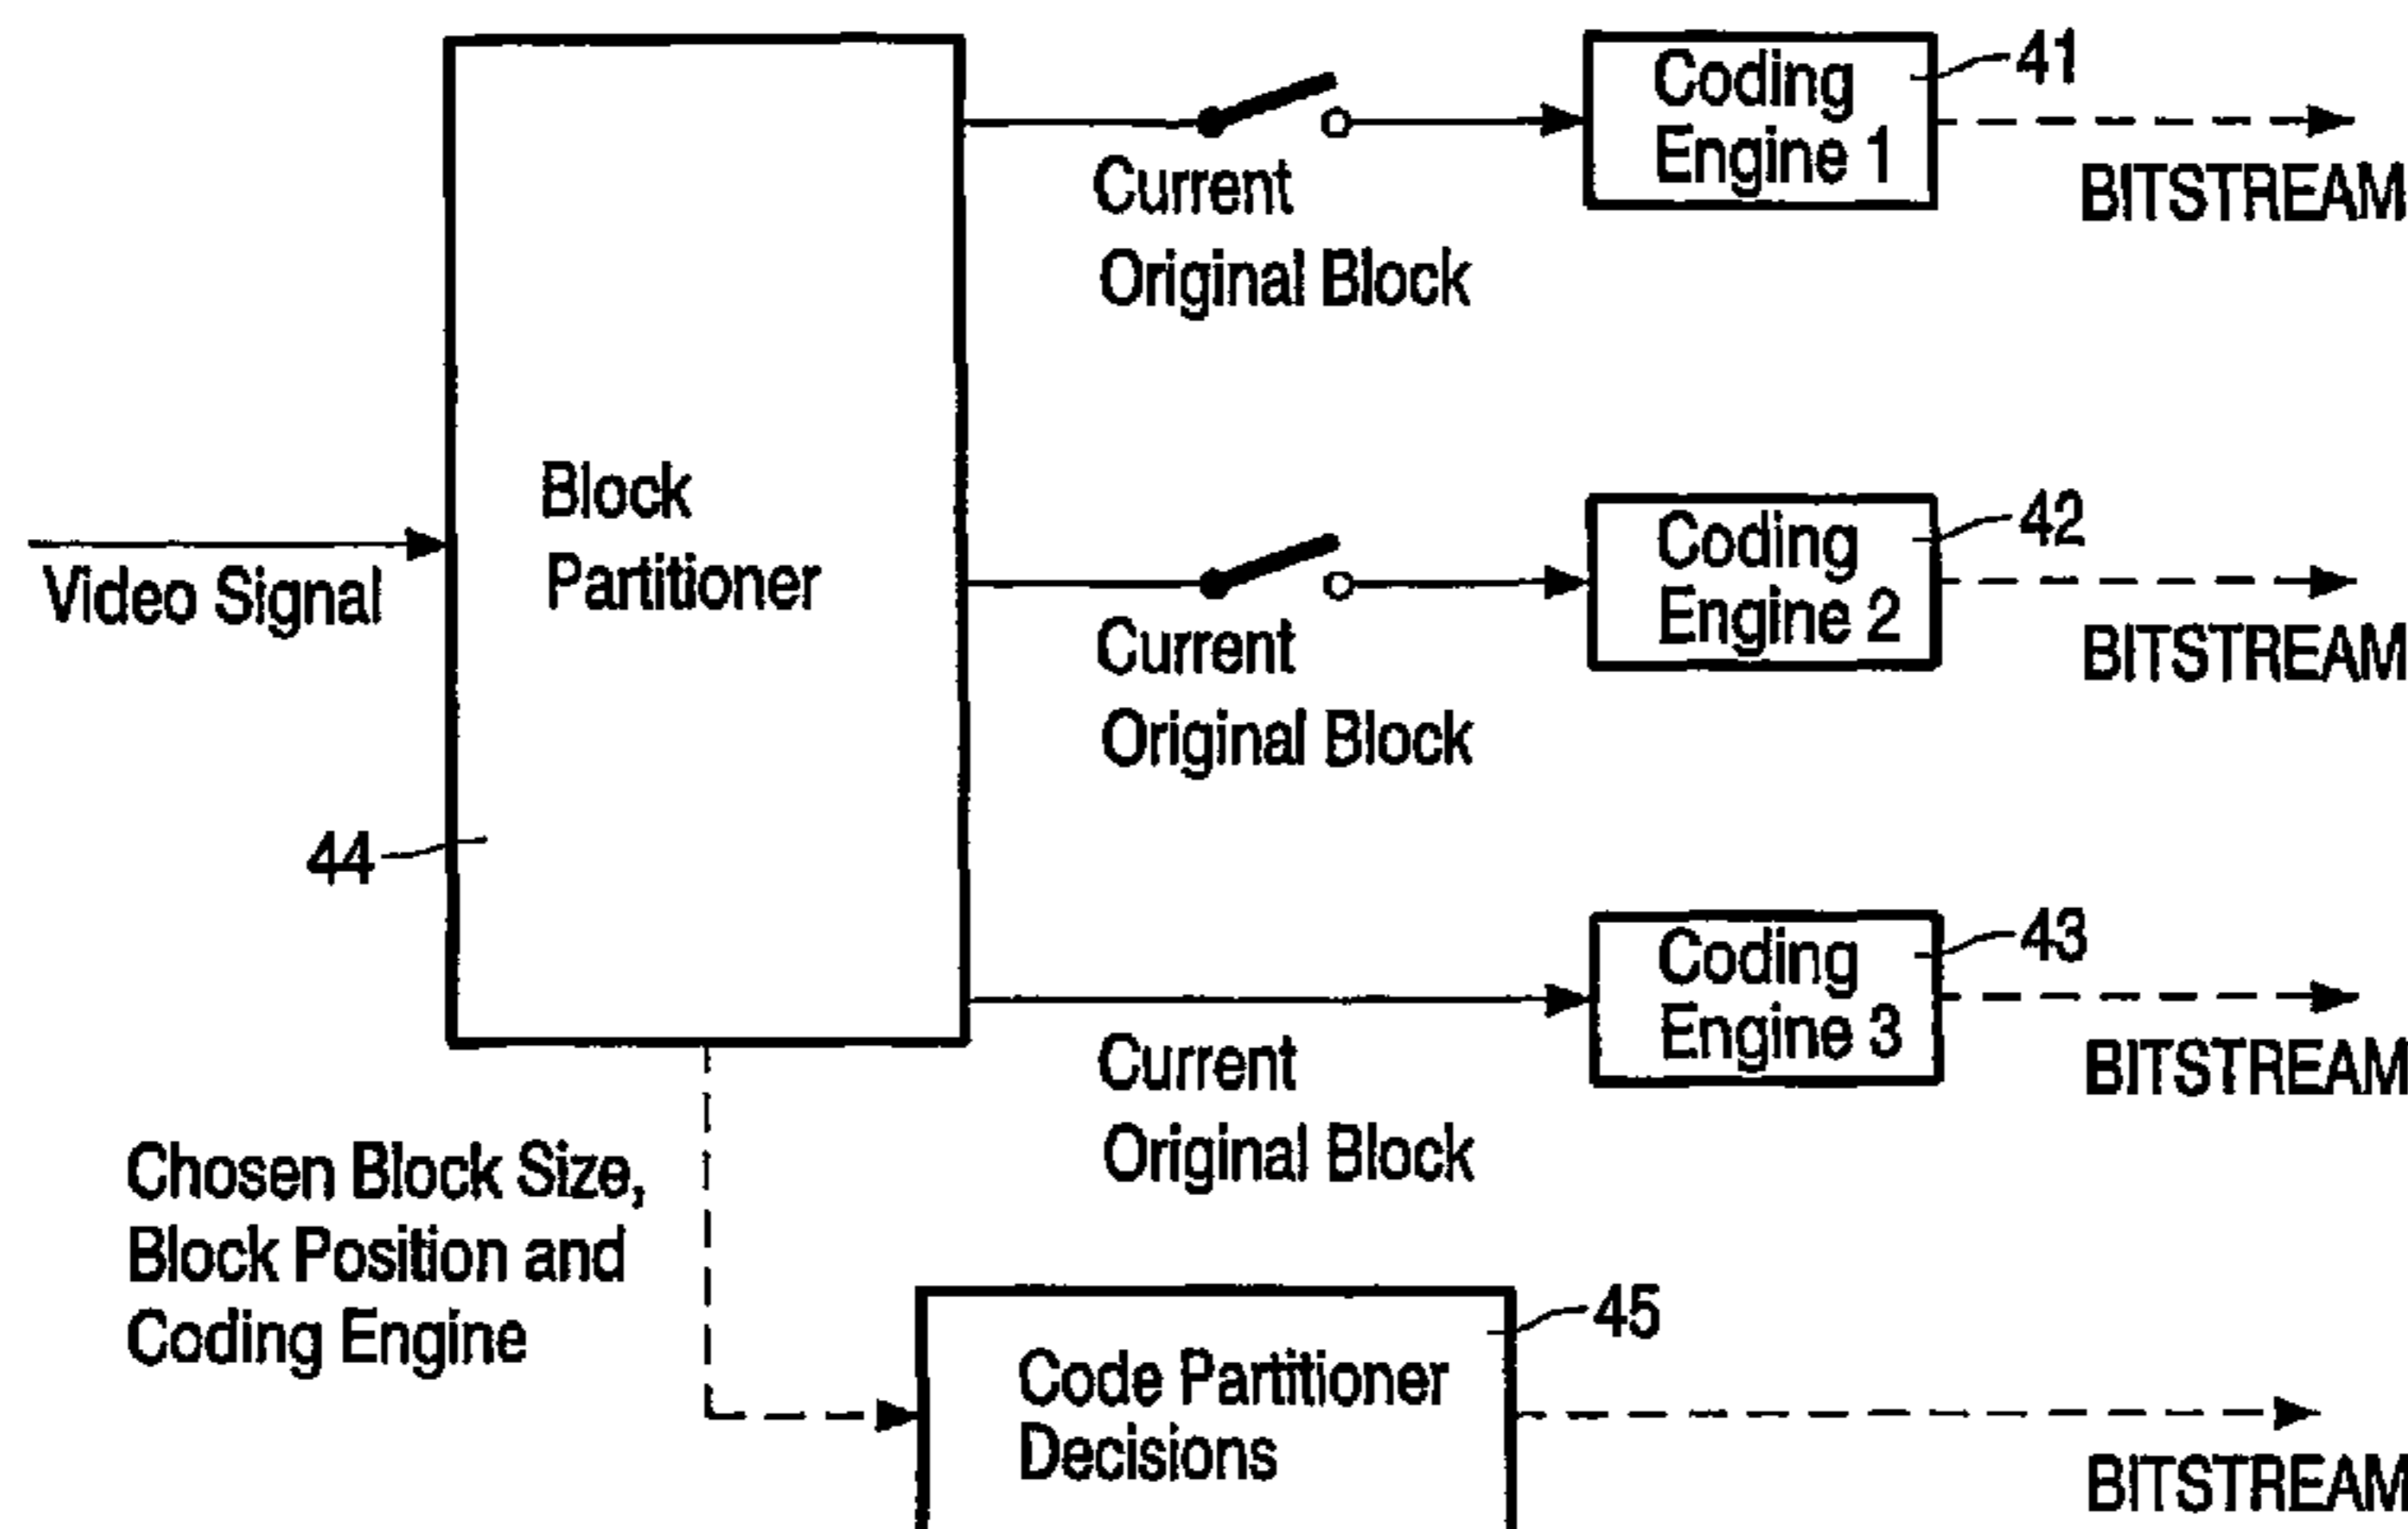 Coding
Engine 1
41
BITSTREAM
Current
Original Block
Block
Partitioner
Video Signal
Coding
Engine 2
42
BITSTREAM
Current
Original Block
44
Coding
Engine 3
43
BITSTREAM
Current
Original Block
Chosen Block Size,
Block Position and
Coding Engine
45
Code Partitioner
Decisions
BITSTREAM